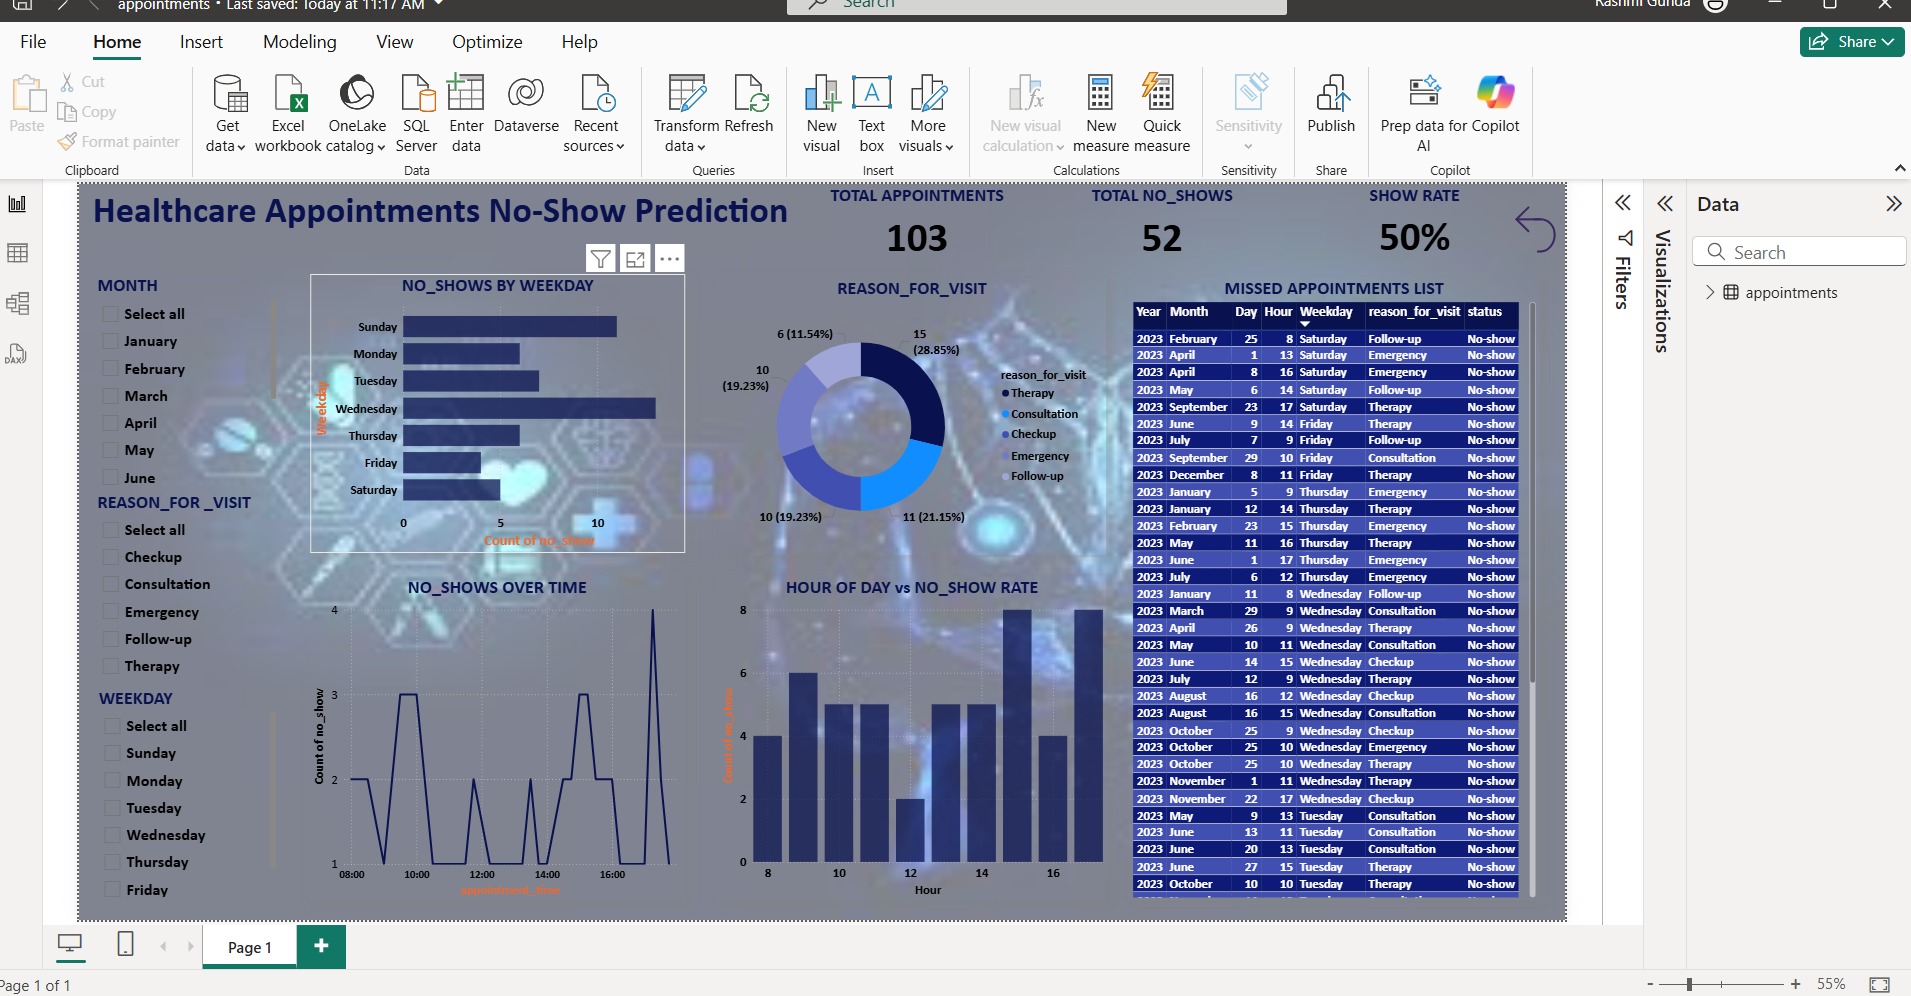 appointments • Last saved: Today at 11:17 AM
Search
Rashmi Gunda
File
Home
Insert
Modeling
View
Optimize
Help
Share
Paste
Cut
Copy
Format painter
Clipboard
Get data
Excel workbook
OneLake catalog
SQL Server
Enter data
Dataverse
Recent sources
Data
Transform data
Refresh
Queries
New visual
Text box
More visuals
Insert
New visual calculation
New measure
Quick measure
Calculations
Sensitivity
Sensitivity
Publish
Share
Prep data for AI
Copilot
Copilot
Healthcare Appointments No-Show Prediction
TOTAL APPOINTMENTS
103
TOTAL NO_SHOWS
52
SHOW RATE
50%
MONTH
Select all
January
February
March
April
May
June
REASON_FOR _VISIT
Select all
Checkup
Consultation
Emergency
Follow-up
Therapy
WEEKDAY
Select all
Sunday
Monday
Tuesday
Wednesday
Thursday
Friday
NO_SHOWS BY WEEKDAY
Weekday
Sunday
Monday
Tuesday
Wednesday
Thursday
Friday
Saturday
0 5 10
Count of no_show
REASON_FOR_VISIT
6 (11.54%)
15 (28.85%)
10 (19.23%)
10 (19.23%)
11 (21.15%)
reason_for_visit
Therapy
Consultation
Checkup
Emergency
Follow-up
NO_SHOWS OVER TIME
Count of no_show
4
3
2
1
08:00 10:00 12:00 14:00 16:00
appointment_time
HOUR OF DAY vs NO_SHOW RATE
Count of no_show
8
6
4
2
0
8 10 12 14 16
Hour
MISSED APPOINTMENTS LIST
Year Month Day Hour Weekday reason_for_visit status
2023 February 25 8 Saturday Follow-up No-show
2023 April 1 13 Saturday Emergency No-show
2023 April 8 16 Saturday Emergency No-show
2023 May 6 14 Saturday Follow-up No-show
2023 September 23 17 Saturday Therapy No-show
2023 June 9 14 Friday Therapy No-show
2023 July 7 9 Friday Follow-up No-show
2023 September 29 10 Friday Consultation No-show
2023 December 8 11 Friday Therapy No-show
2023 January 5 9 Thursday Emergency No-show
2023 January 12 14 Thursday Therapy No-show
2023 February 23 15 Thursday Emergency No-show
2023 May 11 16 Thursday Therapy No-show
2023 June 1 17 Thursday Emergency No-show
2023 July 6 12 Thursday Emergency No-show
2023 January 11 8 Wednesday Follow-up No-show
2023 March 29 9 Wednesday Consultation No-show
2023 April 26 9 Wednesday Therapy No-show
2023 May 10 11 Wednesday Consultation No-show
2023 June 14 15 Wednesday Checkup No-show
2023 July 12 9 Wednesday Therapy No-show
2023 August 16 12 Wednesday Checkup No-show
2023 August 16 15 Wednesday Consultation No-show
2023 October 25 9 Wednesday Checkup No-show
2023 October 25 10 Wednesday Emergency No-show
2023 October 25 10 Wednesday Therapy No-show
2023 November 1 11 Wednesday Therapy No-show
2023 November 22 17 Wednesday Checkup No-show
2023 May 9 13 Tuesday Consultation No-show
2023 June 13 11 Tuesday Consultation No-show
2023 June 20 13 Tuesday Consultation No-show
2023 June 27 15 Tuesday Therapy No-show
2023 October 10 10 Tuesday Therapy No-show
Filters
Visualizations
Data
Search
appointments
DAX
Page 1
Page 1 of 1
- + 55%